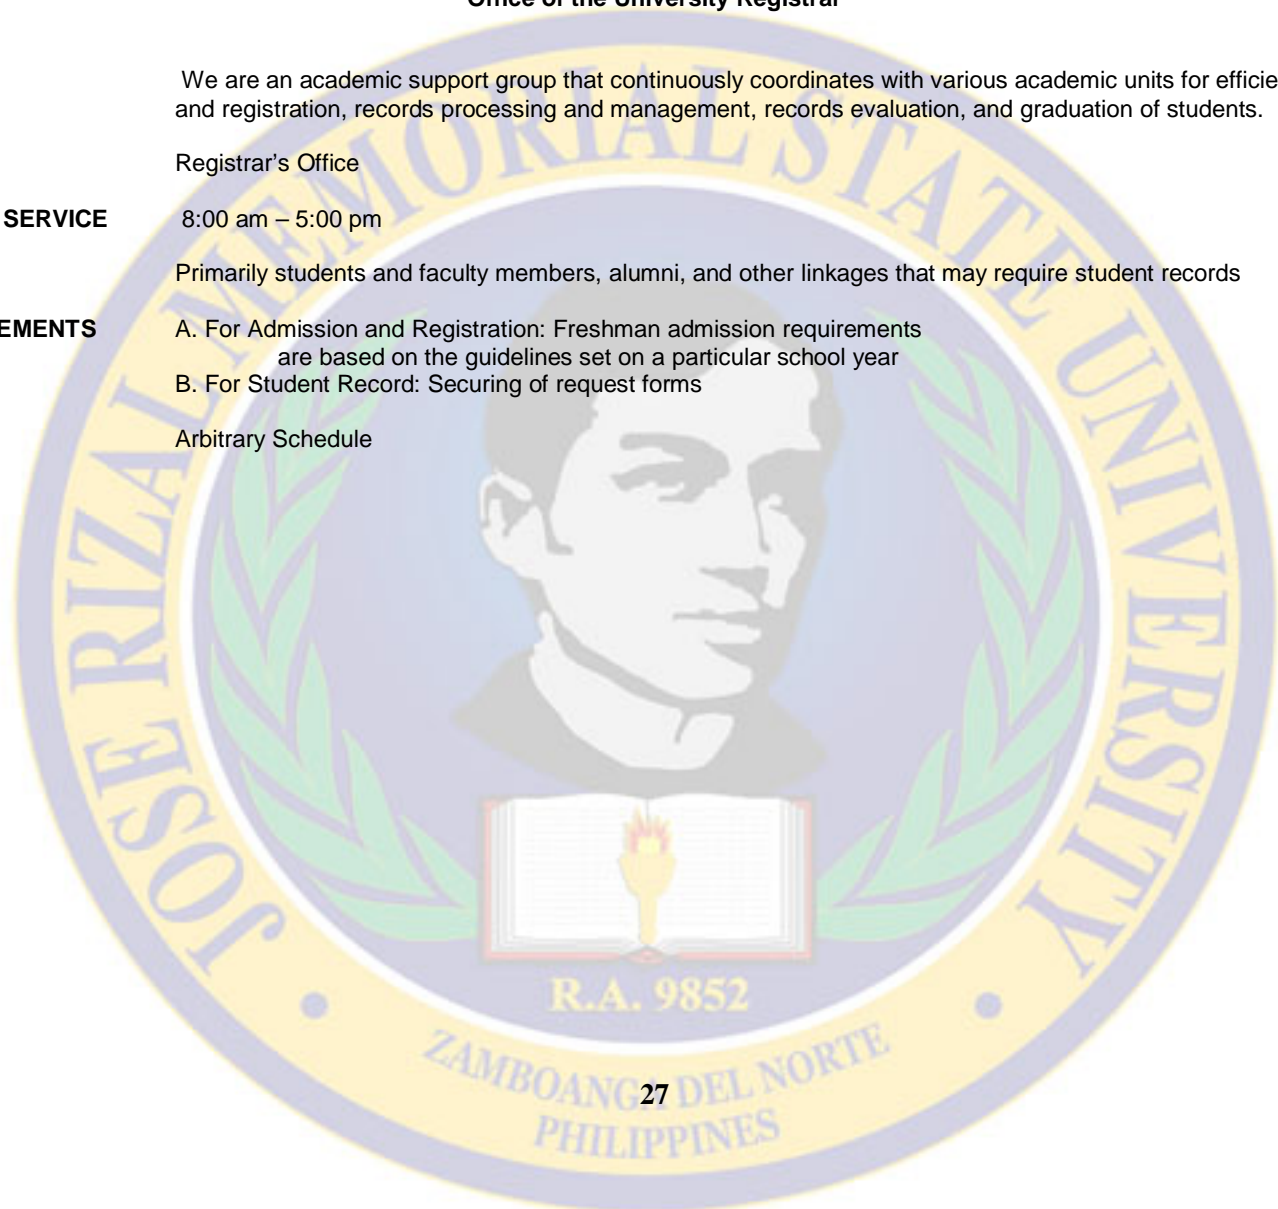 Office of the University Registrar
We are an academic support group that continuously coordinates with various academic units for efficie
and registration, records processing and management, records evaluation, and graduation of students.
Registrar’s Office
SERVICE 8:00 am – 5:00 pm
Primarily students and faculty members, alumni, and other linkages that may require student records
EMENTS A. For Admission and Registration: Freshman admission requirements
are based on the guidelines set on a particular school year
B. For Student Record: Securing of request forms
Arbitrary Schedule
JOSE RIZAL MEMORIAL STATE UNIVERSITY
R.A. 9852
ZAMBOANGA DEL NORTE
27
PHILIPPINES